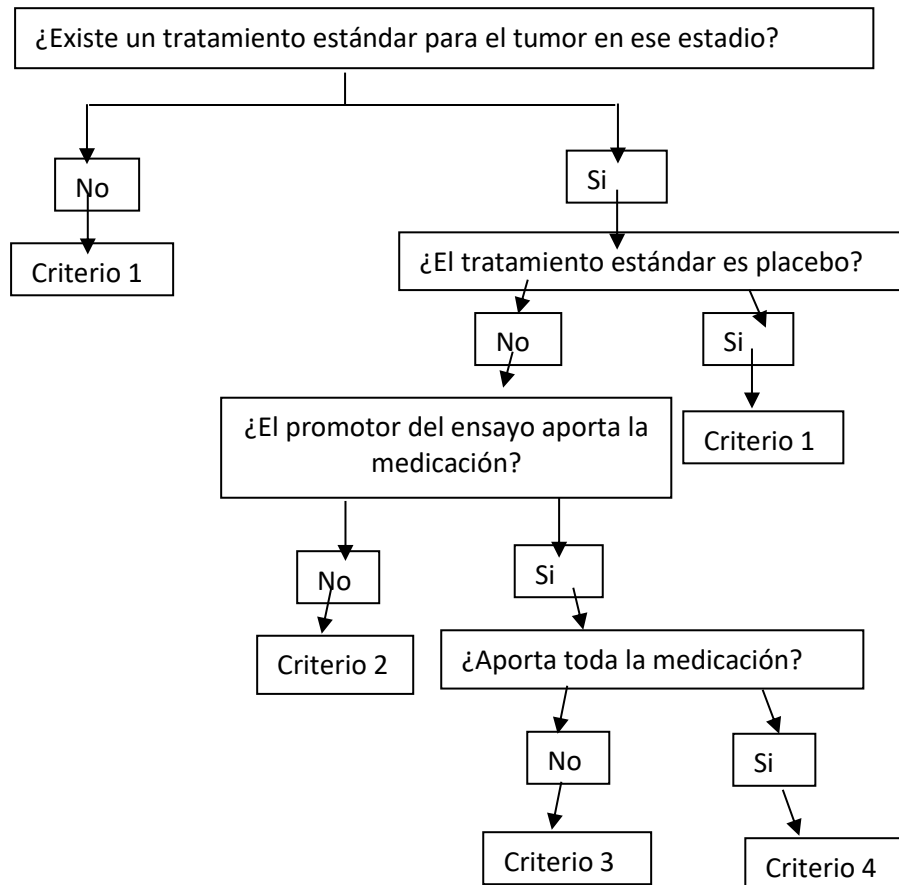 ¿Existe un tratamiento estándar para el tumor en ese estadio?
No
Si
Criterio 1
¿El tratamiento estándar es placebo?
No
Si
¿El promotor del ensayo aporta la
medicación?
Criterio 1
No
Si
Criterio 2
¿Aporta toda la medicación?
No
Si
Criterio 3
Criterio 4